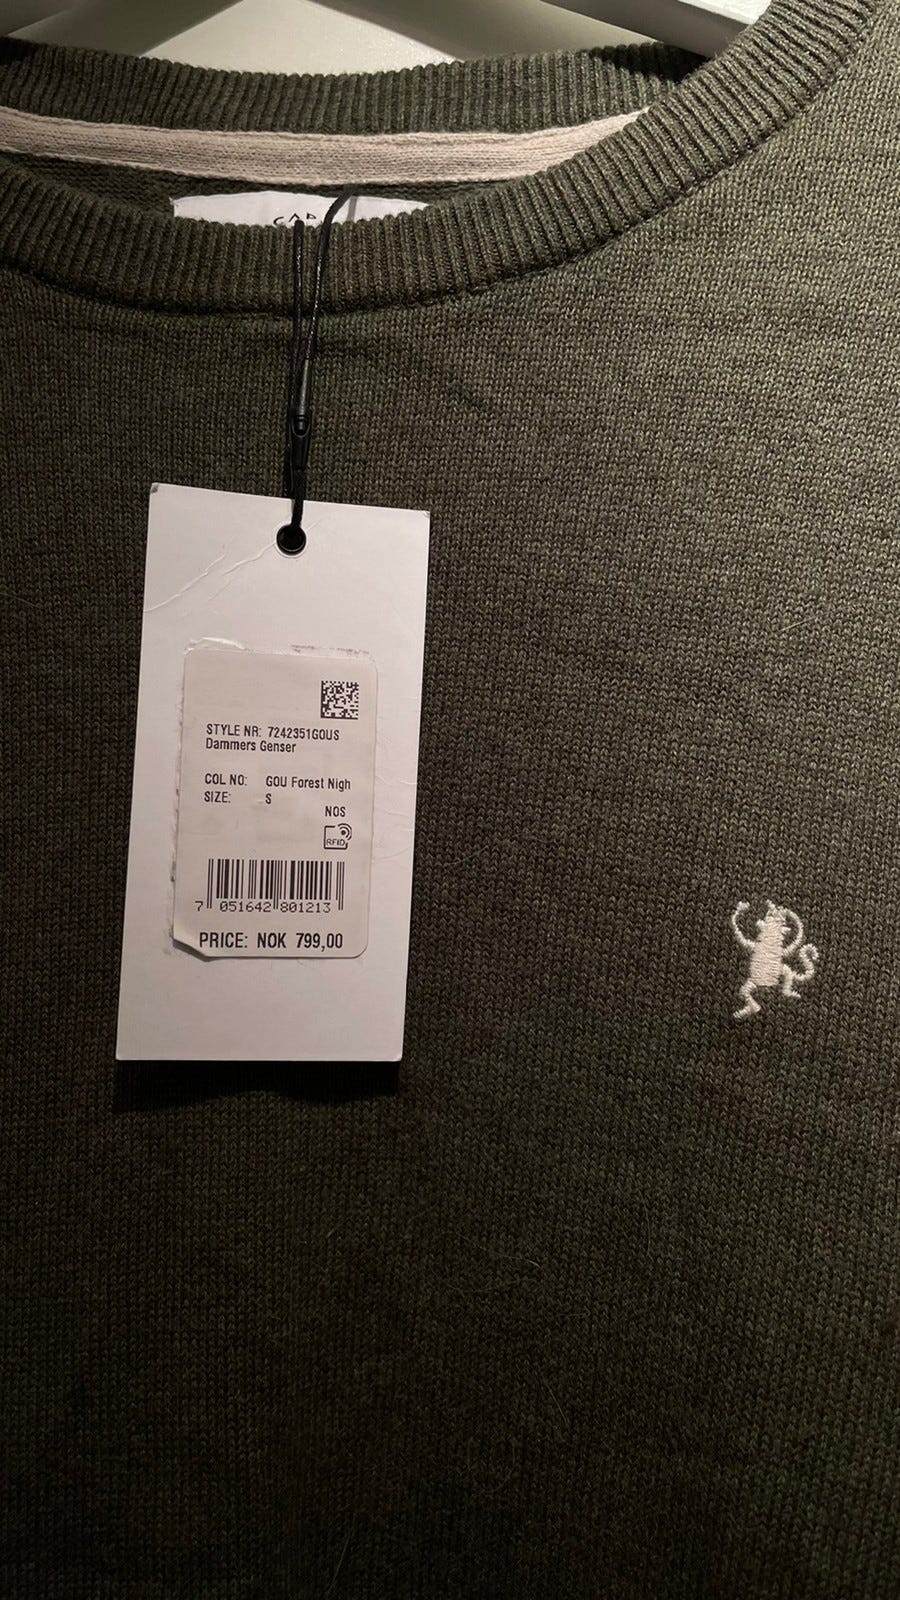 STYLE NR: 7242351GOUS
Dammers Genser
COL NO: GOU Forest Nigh
SIZE: S
NOS
RFID
7 051642 801213
PRICE: NOK 799,00